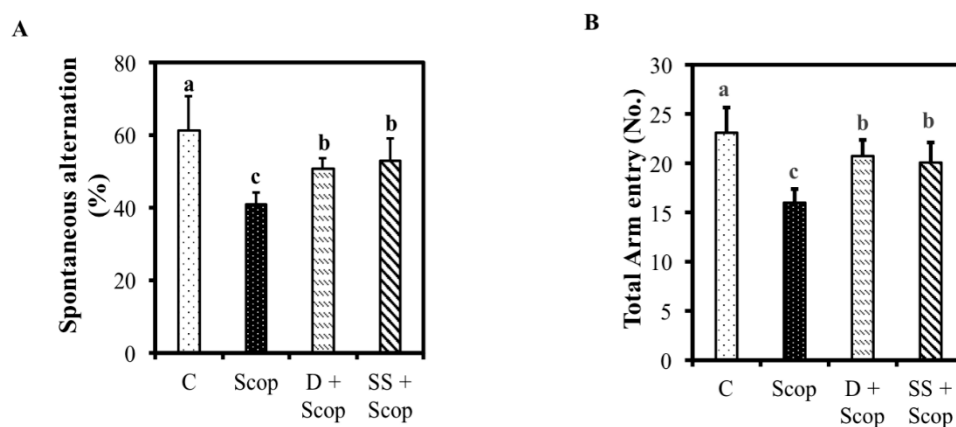 A
Spontaneous alternation
(%)
80
60
40
20
0
a
c
b
b
C
Scop
D +
Scop
SS +
Scop
B
Total Arm entry (No.)
30
25
20
15
10
5
0
a
c
b
b
C
Scop
D +
Scop
SS +
Scop